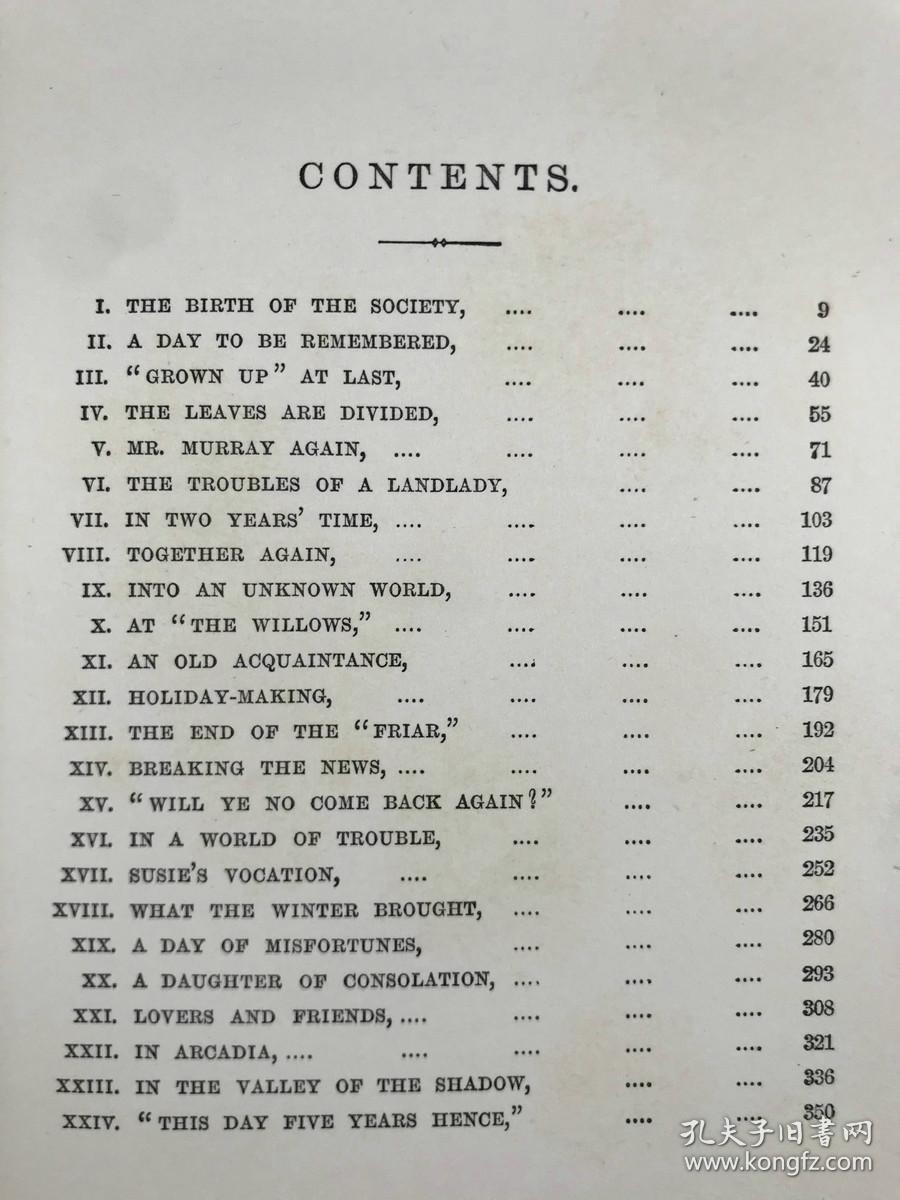 CONTENTS.
I. THE BIRTH OF THE SOCIETY, .... .... .... 9
II. A DAY TO BE REMEMBERED, .... .... .... 24
III. “GROWN UP” AT LAST, .... .... .... 40
IV. THE LEAVES ARE DIVIDED, .... .... .... 55
V. MR. MURRAY AGAIN, .... .... .... .... 71
VI. THE TROUBLES OF A LANDLADY, .... .... 87
VII. IN TWO YEARS’ TIME, .... .... .... .... 103
VIII. TOGETHER AGAIN, .... .... .... .... 119
IX. INTO AN UNKNOWN WORLD, .... .... .... 136
X. AT “THE WILLOWS,” .... .... .... .... 151
XI. AN OLD ACQUAINTANCE, .... .... .... 165
XII. HOLIDAY-MAKING, .... .... .... .... 179
XIII. THE END OF THE “FRIAR,” .... .... .... 192
XIV. BREAKING THE NEWS, .... .... .... .... 204
XV. “WILL YE NO COME BACK AGAIN?” .... .... 217
XVI. IN A WORLD OF TROUBLE, .... .... .... 235
XVII. SUSIE’S VOCATION, .... .... .... .... 252
XVIII. WHAT THE WINTER BROUGHT, .... .... .... 266
XIX. A DAY OF MISFORTUNES, .... .... .... 280
XX. A DAUGHTER OF CONSOLATION, .... .... .... 293
XXI. LOVERS AND FRIENDS, .... .... .... .... 308
XXII. IN ARCADIA, .... .... .... .... .... 321
XXIII. IN THE VALLEY OF THE SHADOW, .... .... 336
XXIV. “THIS DAY FIVE YEARS HENCE,” .... .... 350
孔夫子旧书网
www.kongfz.com